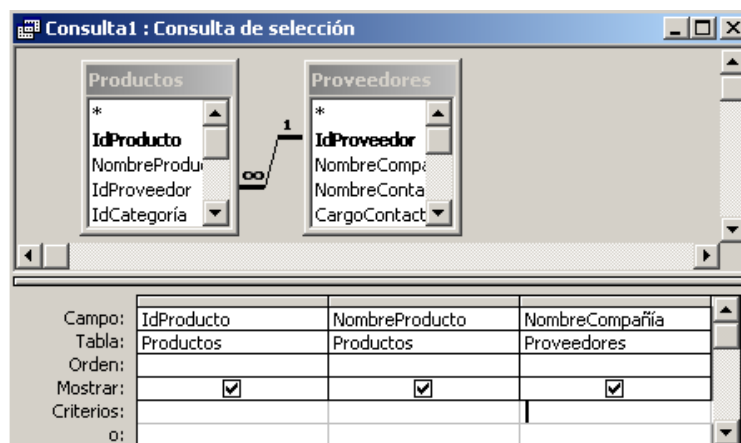 Consulta1 : Consulta de selección
Productos Proveedores
* *
IdProducto IdProveedor
1
NombreProdu NombreCompa
∞
IdProveedor NombreConta
IdCategoría CargoContact
Campo: IdProducto NombreProducto NombreCompañía
Tabla: Productos Productos Proveedores
Orden:
Mostrar:
Criterios:
o: